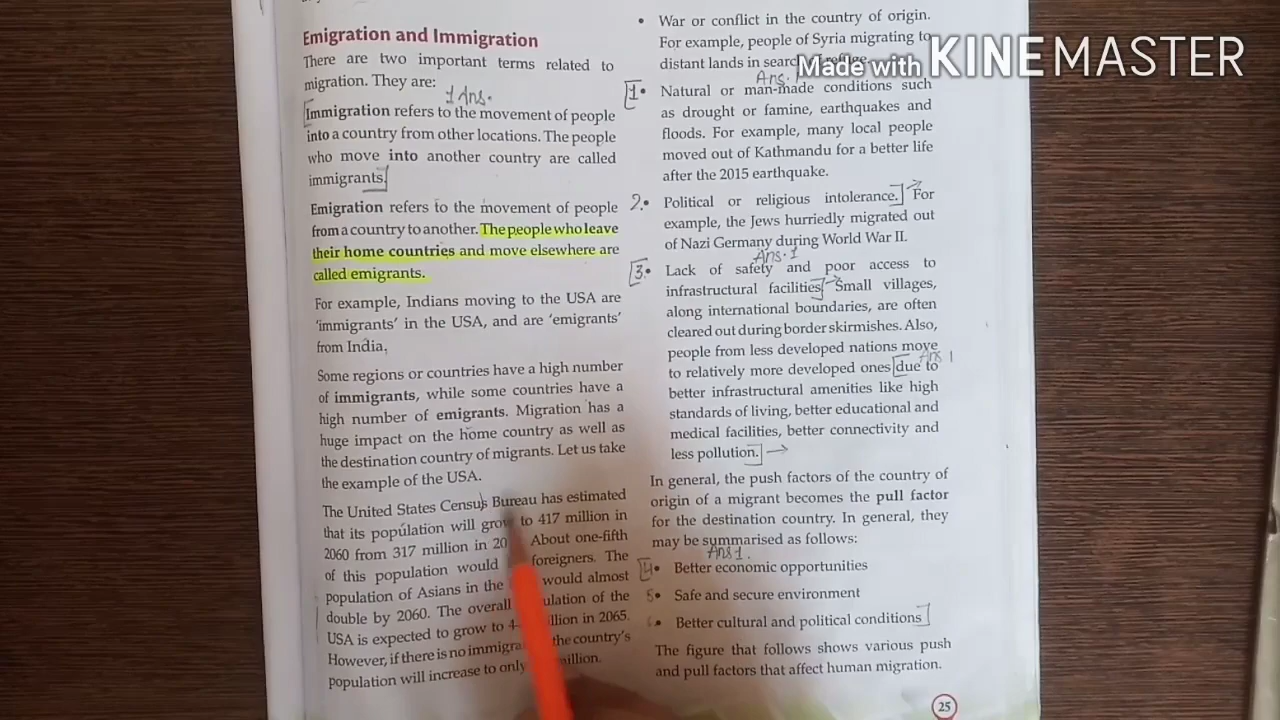 Emigration and Immigration
There are two important terms related to
migration. They are:
1 Ans.
Immigration refers to the movement of people
into a country from other locations. The people
who move into another country are called
immigrants.
Emigration refers to the movement of people
from a country to another. The people who leave
their home countries and move elsewhere are
called emigrants.
For example, Indians moving to the USA are
'immigrants' in the USA, and are 'emigrants'
from India.
Some regions or countries have a high number
of immigrants, while some countries have a
high number of emigrants. Migration has a
huge impact on the home country as well as
the destination country of migrants. Let us take
the example of the USA.
The United States Census Bureau has estimated
that its population will grow to 417 million in
2060 from 317 million in About one-fifth
of this population would foreigners. The
population of Asians in the would almost
double by 2060. The overall of the
USA is expected to grow to in 2065.
However, if there is no the country's
population will increase to only
• War or conflict in the country of origin.
For example, people of Syria migrating to
distant lands in
Made with KINEMASTER
Ans.
1. • Natural or man-made conditions such
as drought or famine, earthquakes and
floods. For example, many local people
moved out of Kathmandu for a better life
after the 2015 earthquake.
2. • Political or religious intolerance. For
example, the Jews hurriedly migrated out
of Nazi Germany during World War II.
Ans. 1
3. • Lack of safety and poor access to
infrastructural facilities. Small villages,
along international boundaries, are often
cleared out during border skirmishes. Also,
people from less developed nations move
Ans 1
to relatively more developed ones due to
better infrastructural amenities like high
standards of living, better educational and
medical facilities, better connectivity and
less pollution.
In general, the push factors of the country of
origin of a migrant becomes the pull factor
for the destination country. In general, they
may be summarised as follows:
Ans 1.
4 • Better economic opportunities
5 • Safe and secure environment
• Better cultural and political conditions
The figure that follows shows various push
and pull factors that affect human migration.
25